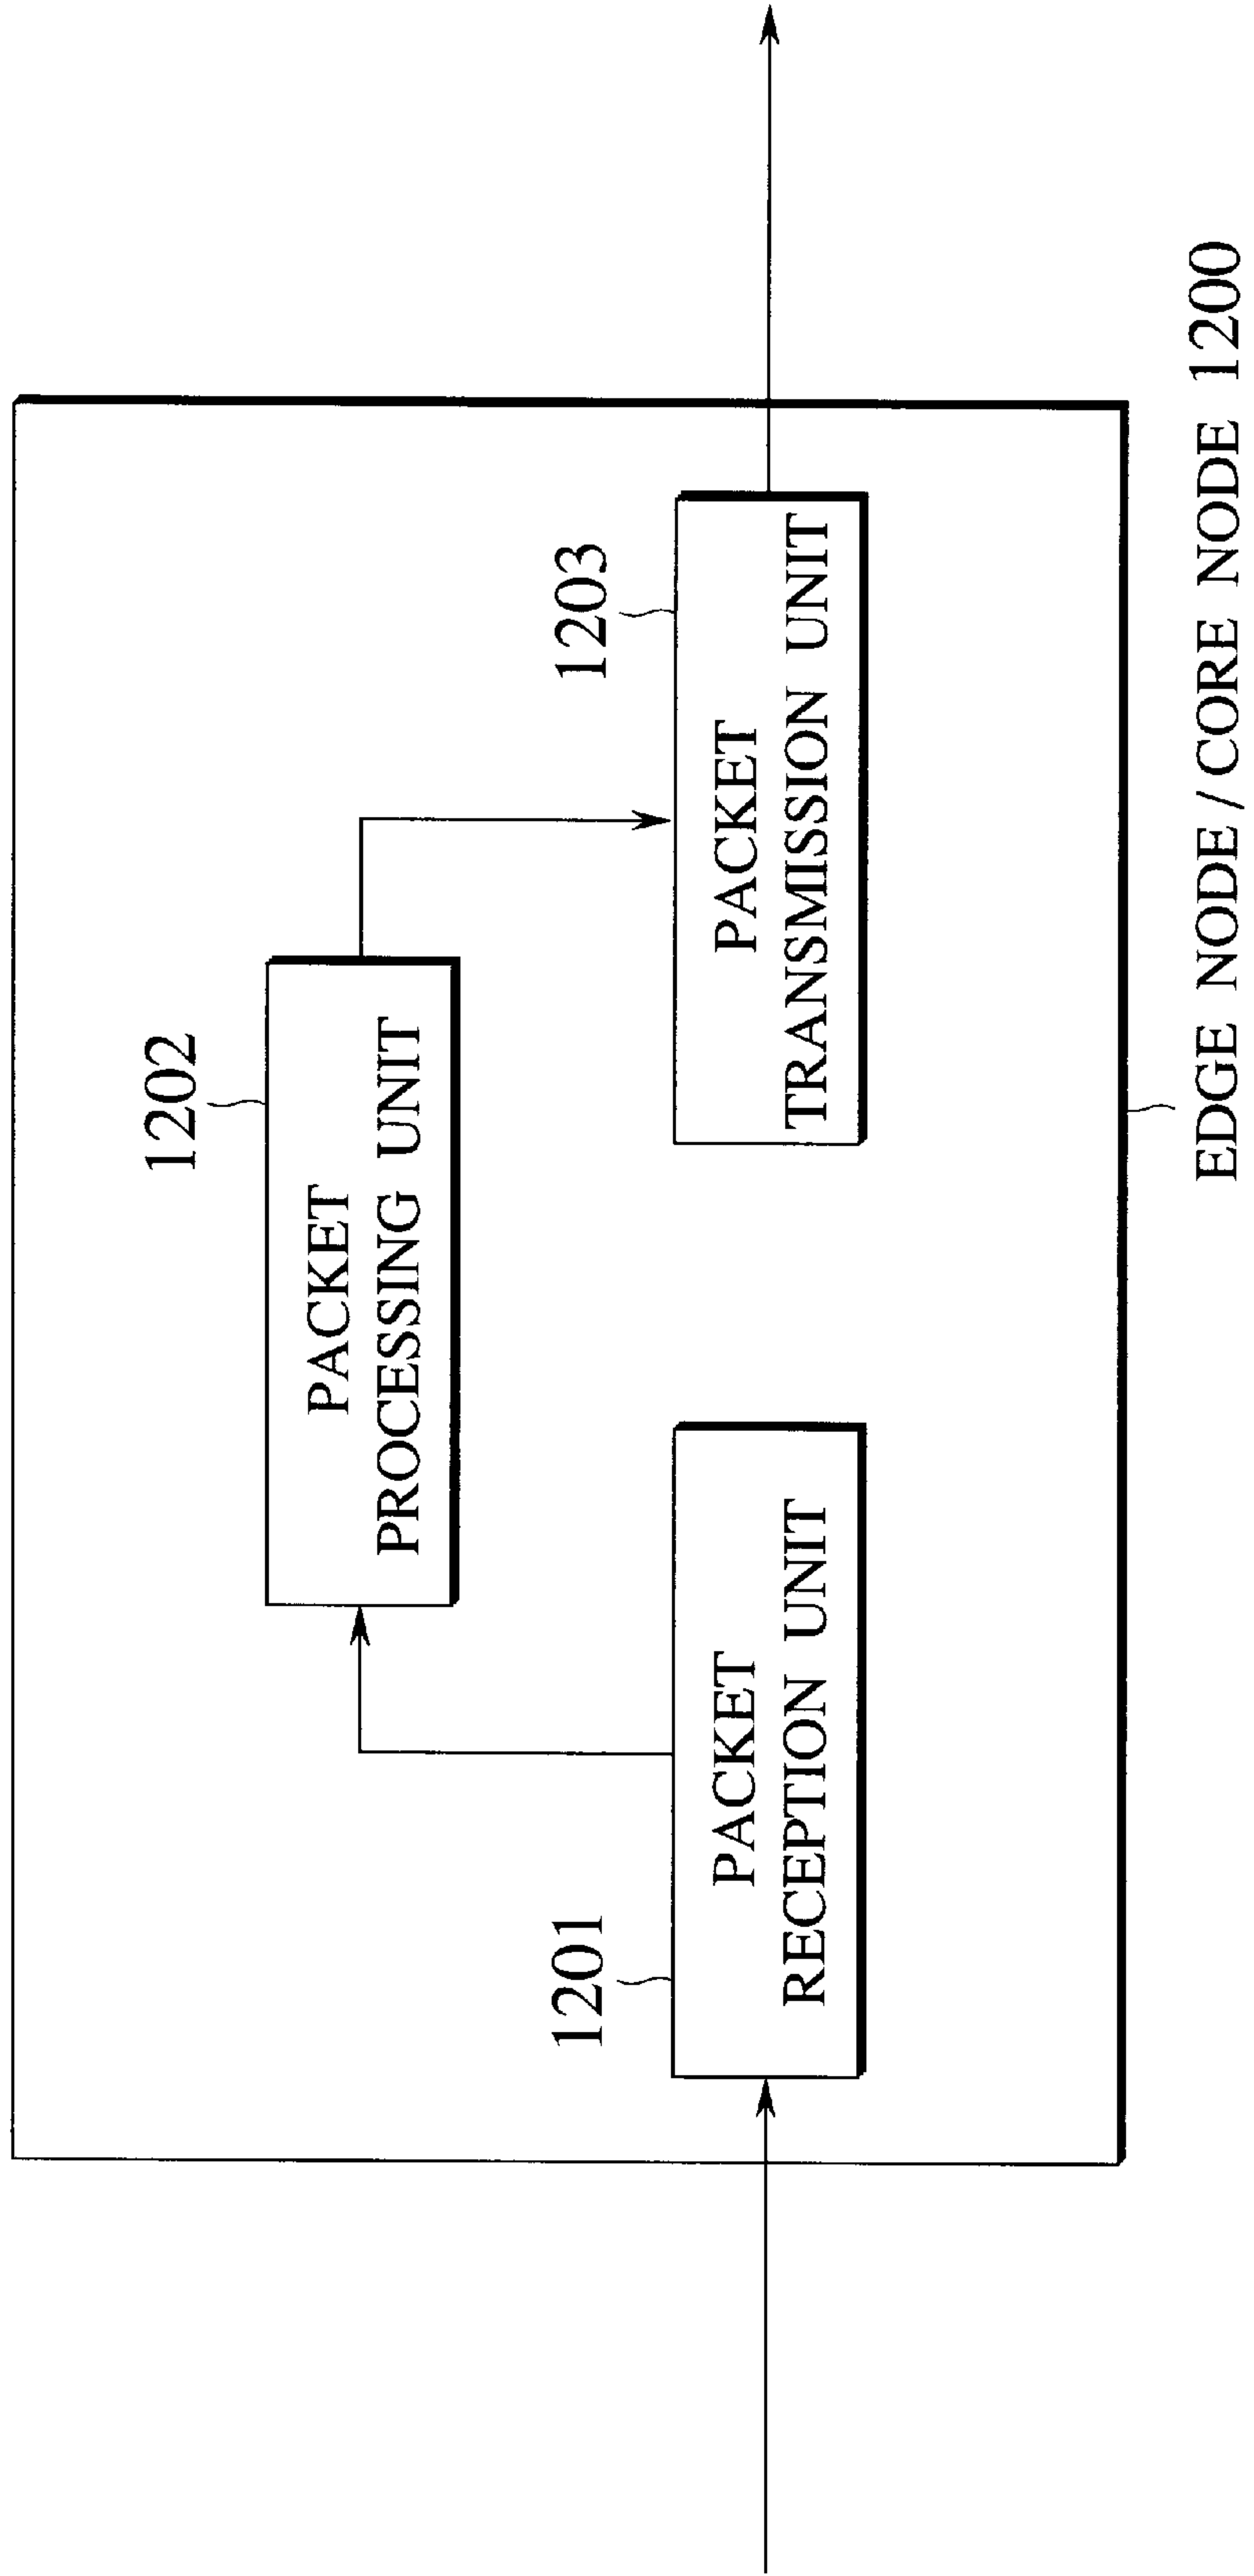 1202
PACKET
PROCESSING UNIT
1201
PACKET
RECEPTION UNIT
1203
PACKET
TRANSMISSION UNIT
EDGE NODE / CORE NODE 1200